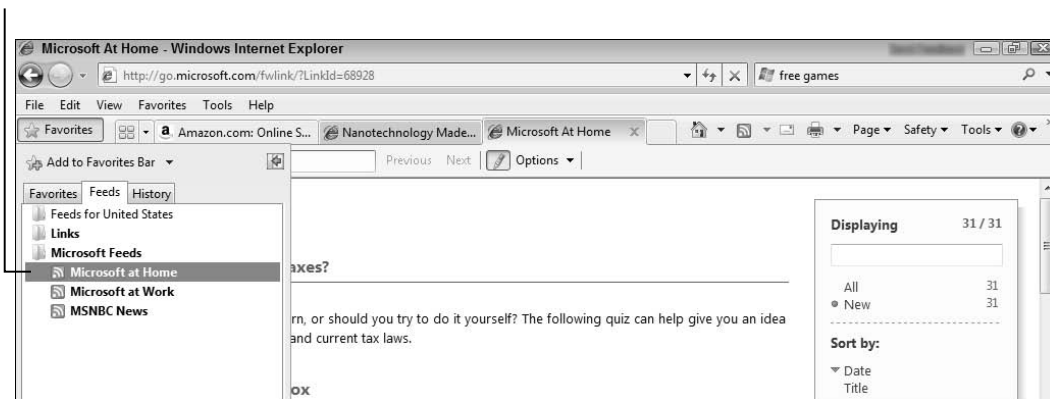 Microsoft At Home - Windows Internet Explorer
http://go.microsoft.com/fwlink/?LinkId=68928
free games
File Edit View Favorites Tools Help
Favorites
a Amazon.com: Online S...
Nanotechnology Made...
Microsoft At Home
Page Safety Tools
Add to Favorites Bar
Previous Next Options
Favorites Feeds History
Feeds for United States
Links
Microsoft Feeds
Microsoft at Home
Microsoft at Work
MSNBC News
axes?
rn, or should you try to do it yourself? The following quiz can help give you an idea
and current tax laws.
ox
Displaying 31 / 31
All 31
New 31
Sort by:
Date
Title